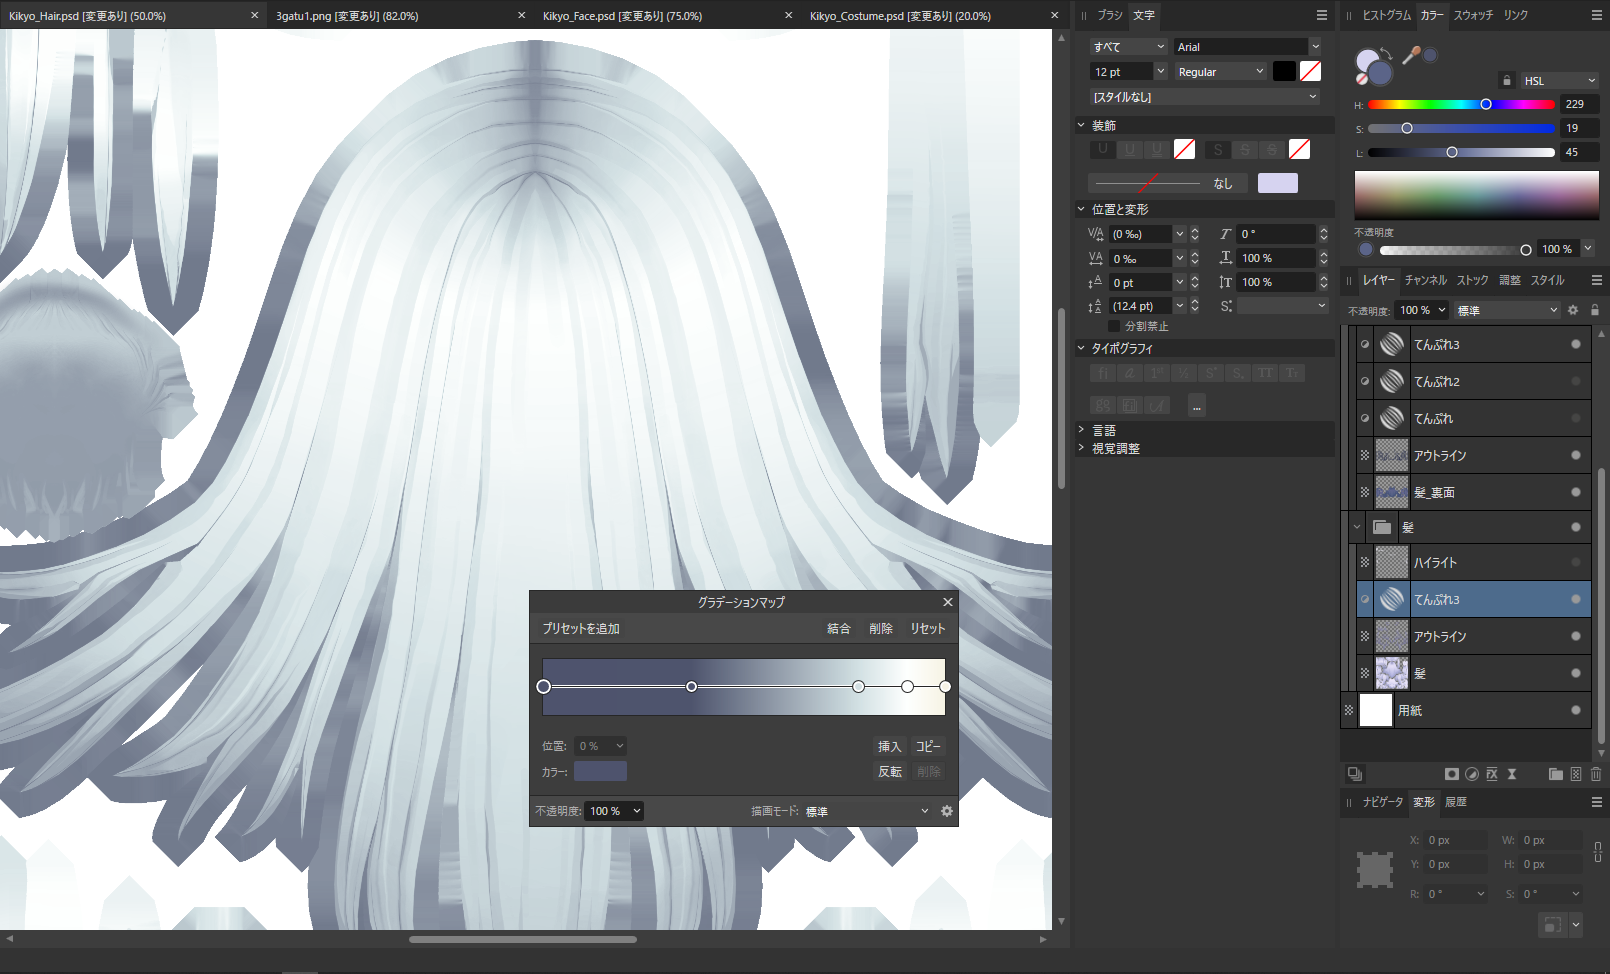 Kikyo_Hair.psd [変更あり] (50.0%)
3gatu1.png [変更あり] (82.0%)
Kikyo_Face.psd [変更あり] (75.0%)
Kikyo_Costume.psd [変更あり] (20.0%)
ブラシ 文字
すべて Arial
12 pt Regular
[スタイルなし]
装飾
U U U S S S
なし
位置と変形
(0 ‰) 0 °
0 ‰ 100 %
0 pt 100 %
(12.4 pt)
分割禁止
タイポグラフィ
...
言語
視覚調整
ヒストグラム カラー スウォッチ リンク
HSL
H: 229
S: 19
L: 45
不透明度
100 %
レイヤー チャンネル ストック 調整 スタイル
不透明度: 100 % 標準
てんぷれ3
てんぷれ2
てんぷれ
アウトライン
髪_裏面
髪
ハイライト
てんぷれ3
アウトライン
髪
用紙
ナビゲータ 変形 履歴
X: 0 px W: 0 px
Y: 0 px H: 0 px
R: 0 ° S: 0 °
グラデーションマップ
プリセットを追加 結合 削除 リセット
位置: 0 % 挿入 コピー
カラー: 反転 削除
不透明度: 100 % 描画モード: 標準